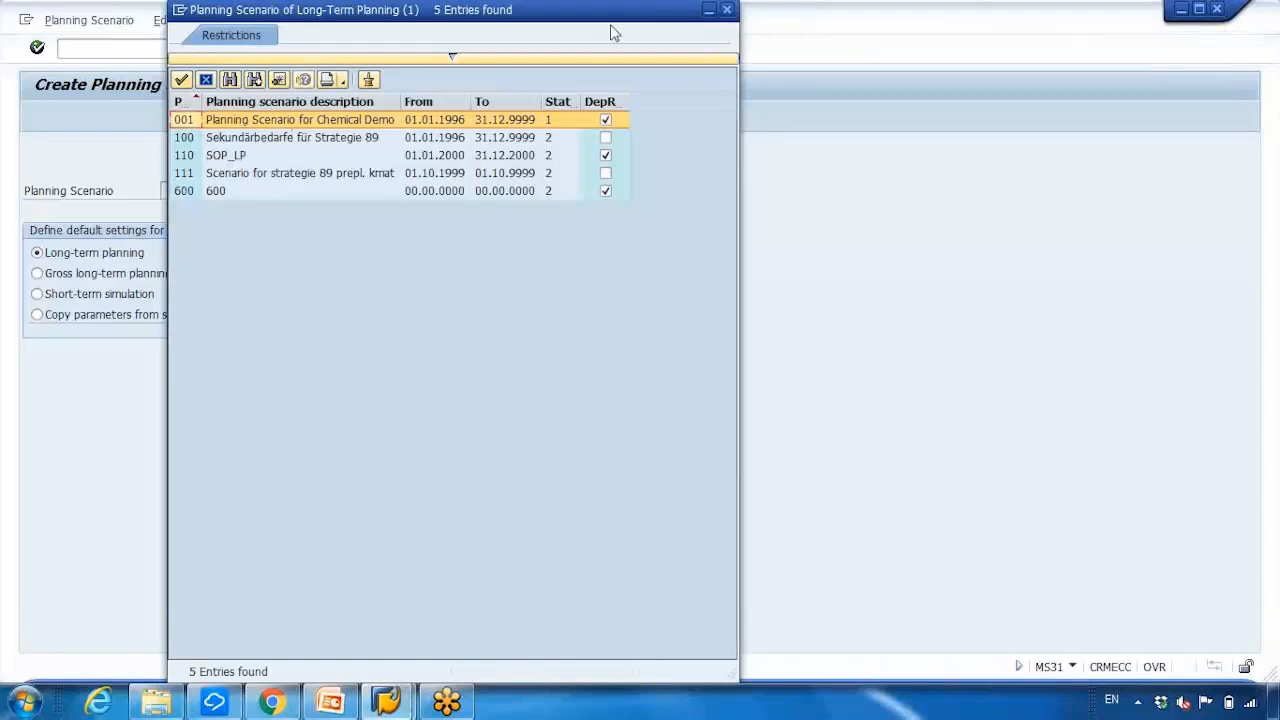 Planning Scenario of Long-Term Planning (1) 5 Entries found
Planning Scenario
Restrictions
Create Planning
P... Planning scenario description From To Stat DepR...
001 Planning Scenario for Chemical Demo 01.01.1996 31.12.9999 1
100 Sekundärbedarfe für Strategie 89 01.01.1996 31.12.9999 2
110 SOP_LP 01.01.2000 31.12.2000 2
111 Scenario for strategie 89 prepl. kmat 01.10.1999 01.10.9999 2
600 600 00.00.0000 00.00.0000 2
Planning Scenario
Define default settings for
Long-term planning
Gross long-term plannin
Short-term simulation
Copy parameters from s
5 Entries found
MS31 CRMECC OVR
EN